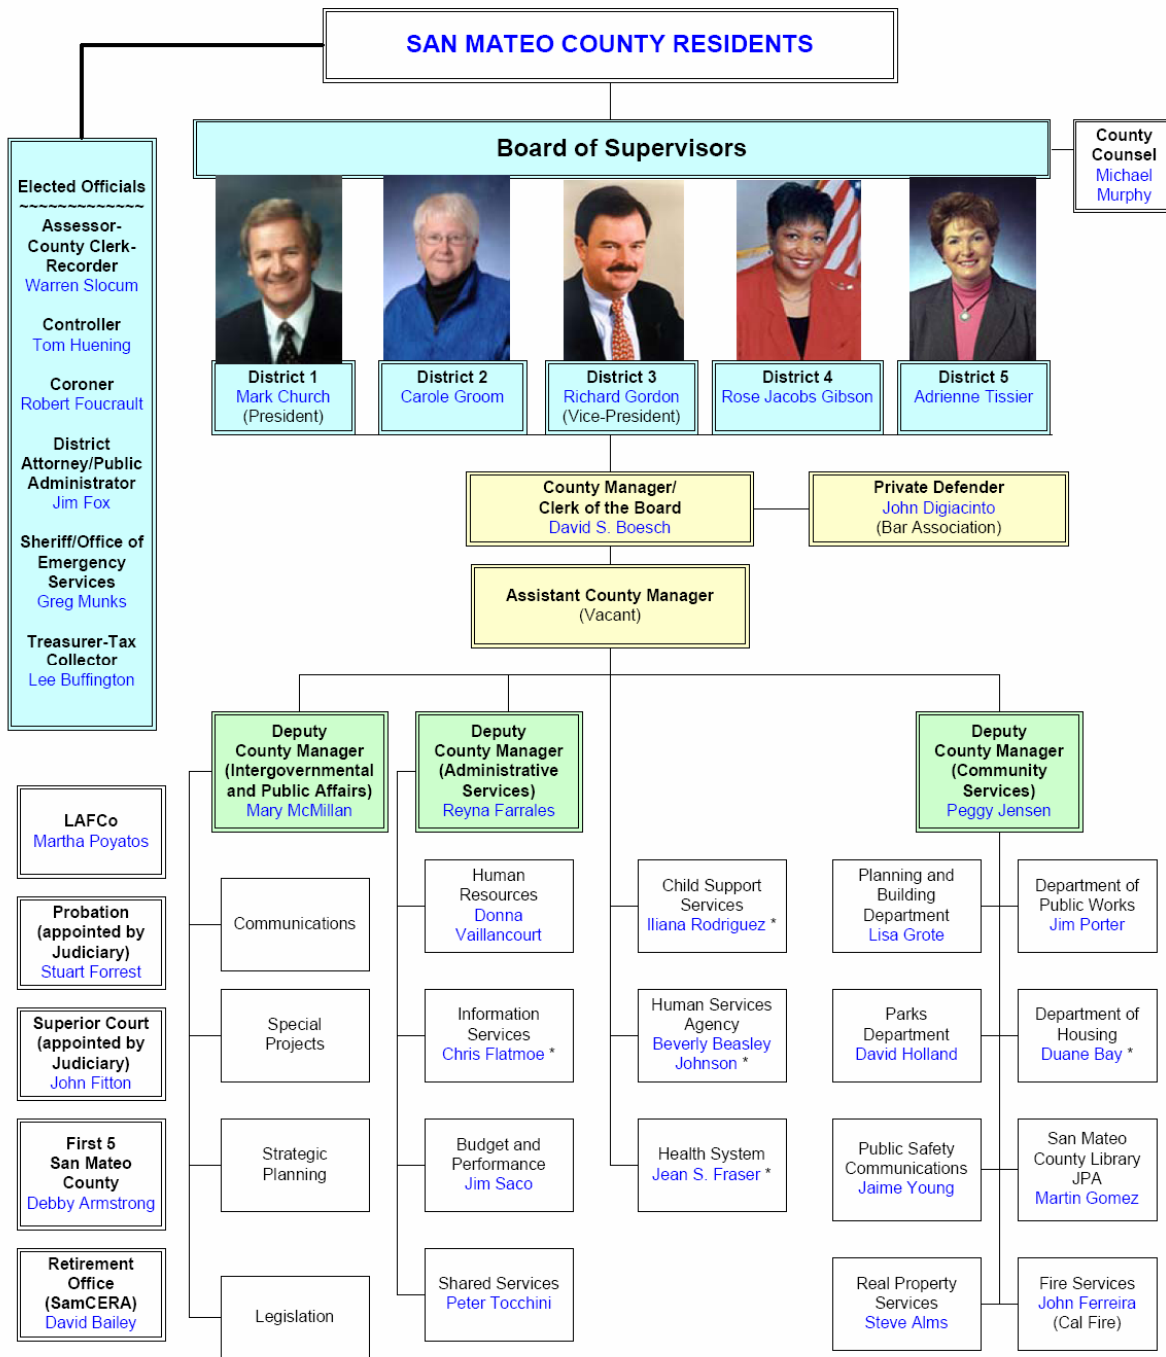 SAN MATEO COUNTY RESIDENTS
Board of Supervisors
County
Counsel
Michael
Murphy
Elected Officials
~~~~~~~~~~~~~
Assessor-
County Clerk-
Recorder
Warren Slocum
Controller
Tom Huening
Coroner
Robert Foucrault
District
Attorney/Public
Administrator
Jim Fox
Sheriff/Office of
Emergency
Services
Greg Munks
Treasurer-Tax
Collector
Lee Buffington
District 1
Mark Church
(President)
District 2
Carole Groom
District 3
Richard Gordon
(Vice-President)
District 4
Rose Jacobs Gibson
District 5
Adrienne Tissier
County Manager/
Clerk of the Board
David S. Boesch
Private Defender
John Digiacinto
(Bar Association)
Assistant County Manager
(Vacant)
Deputy
County Manager
(Intergovernmental
and Public Affairs)
Mary McMillan
Deputy
County Manager
(Administrative
Services)
Reyna Farrales
Deputy
County Manager
(Community
Services)
Peggy Jensen
LAFCo
Martha Poyatos
Probation
(appointed by
Judiciary)
Stuart Forrest
Superior Court
(appointed by
Judiciary)
John Fitton
First 5
San Mateo
County
Debby Armstrong
Retirement
Office
(SamCERA)
David Bailey
Communications
Special
Projects
Strategic
Planning
Legislation
Human
Resources
Donna
Vaillancourt
Information
Services
Chris Flatmoe *
Budget and
Performance
Jim Saco
Shared Services
Peter Tocchini
Child Support
Services
Iliana Rodriguez *
Human Services
Agency
Beverly Beasley
Johnson *
Health System
Jean S. Fraser *
Planning and
Building
Department
Lisa Grote
Parks
Department
David Holland
Public Safety
Communications
Jaime Young
Real Property
Services
Steve Alms
Department of
Public Works
Jim Porter
Department of
Housing
Duane Bay *
San Mateo
County Library
JPA
Martin Gomez
Fire Services
John Ferreira
(Cal Fire)